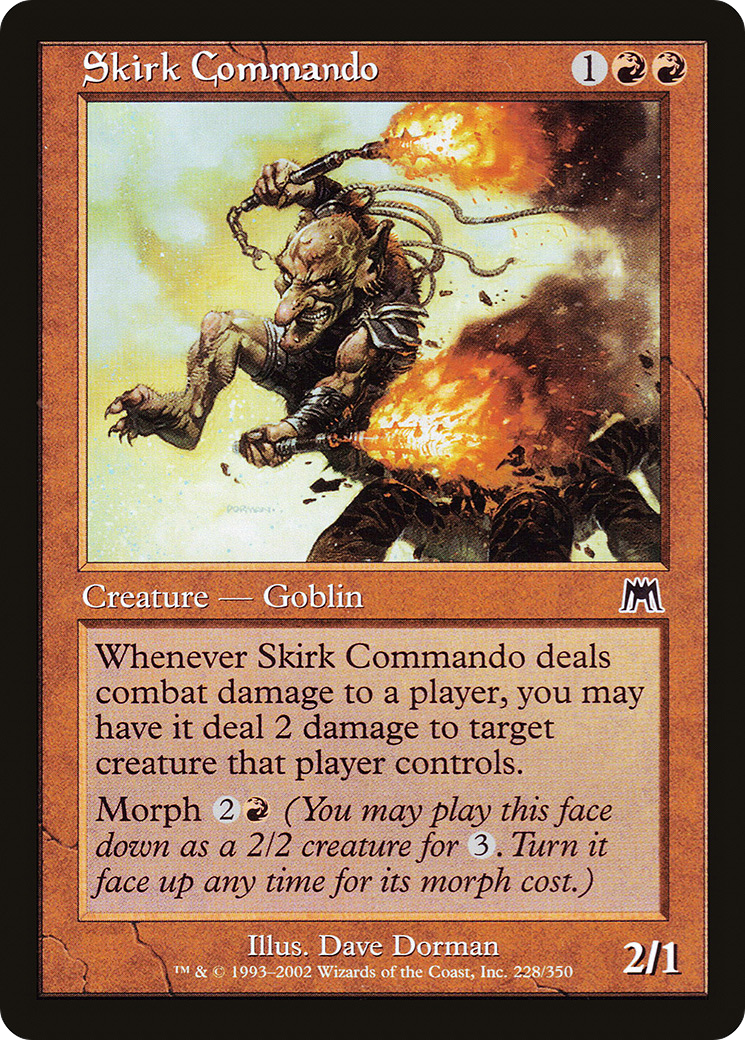 Skirk Commando 1
DORMAN
Creature — Goblin
Whenever Skirk Commando deals
combat damage to a player, you may
have it deal 2 damage to target
creature that player controls.
Morph 2 (You may play this face
down as a 2/2 creature for 3. Turn it
face up any time for its morph cost.)
Illus. Dave Dorman
™ & © 1993–2002 Wizards of the Coast, Inc. 228/350
2/1